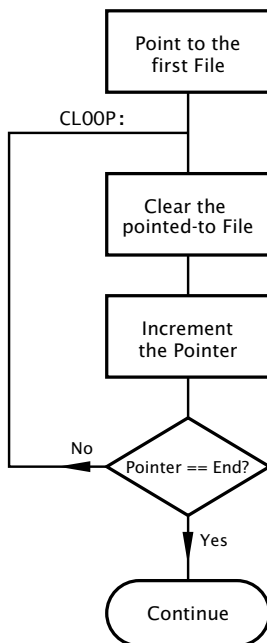 Point to the
first File
CLOOP:
Clear the
pointed-to File
Increment
the Pointer
No
Pointer == End?
Yes
Continue